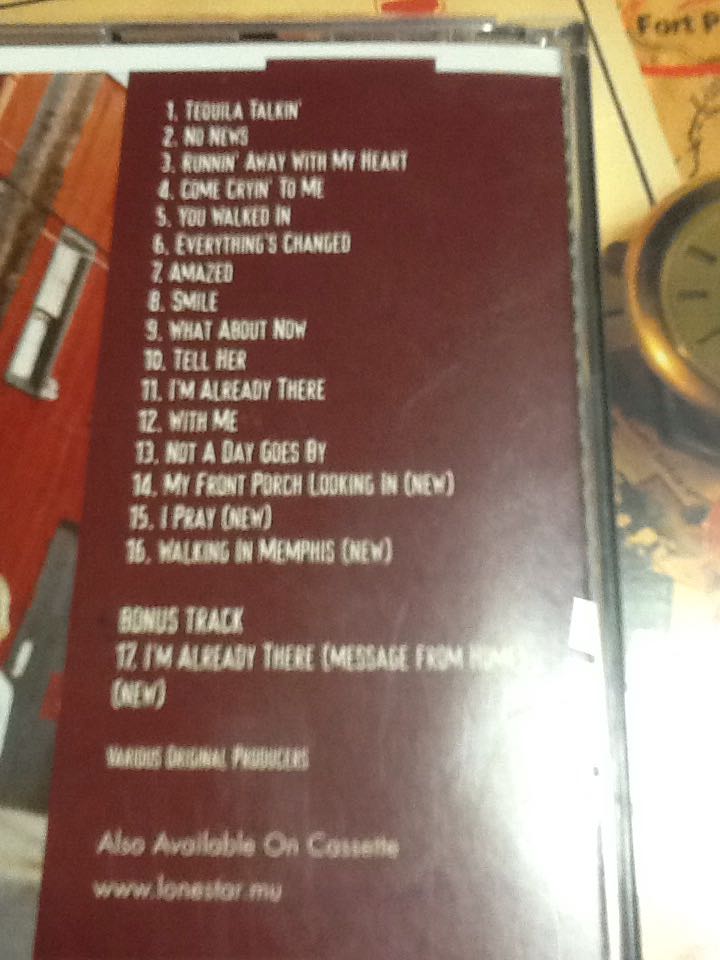 Fort P
1. TEQUILA TALKIN'
2. NO NEWS
3. RUNNIN' AWAY WITH MY HEART
4. COME CRYIN' TO ME
5. YOU WALKED IN
6. EVERYTHING'S CHANGED
7. AMAZED
8. SMILE
9. WHAT ABOUT NOW
10. TELL HER
11. I'M ALREADY THERE
12. WITH ME
13. NOT A DAY GOES BY
14. MY FRONT PORCH LOOKING IN (NEW)
15. I PRAY (NEW)
16. WALKING IN MEMPHIS (NEW)
BONUS TRACK
17. I'M ALREADY THERE (MESSAGE FROM HOME)
(NEW)
VARIOUS ORIGINAL PRODUCERS
Also Available On Cassette
www.lonestar.mu